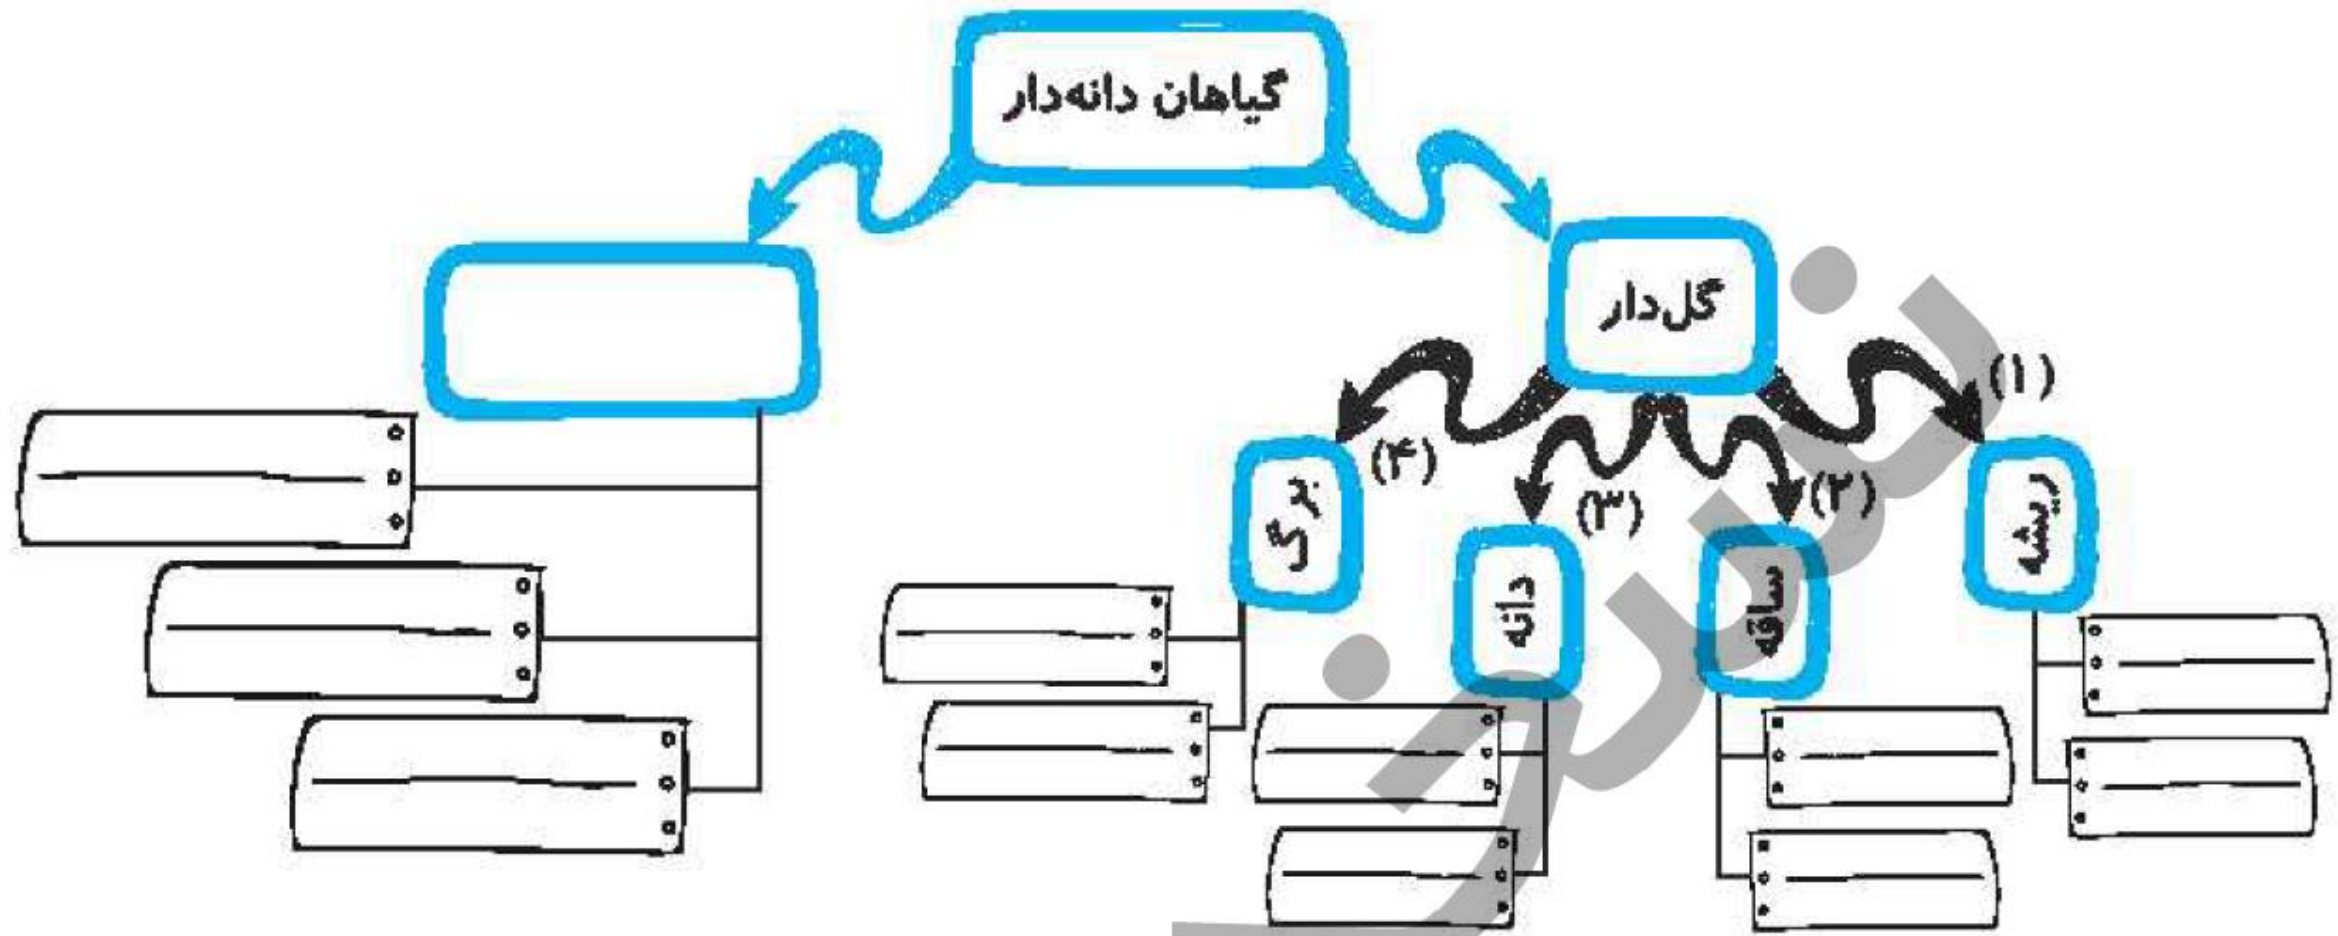 گیاهان دانه‌دار
گل‌دار
(۱)
ریشه
(۲)
ساقه
(۳)
دانه
(۴)
برگ